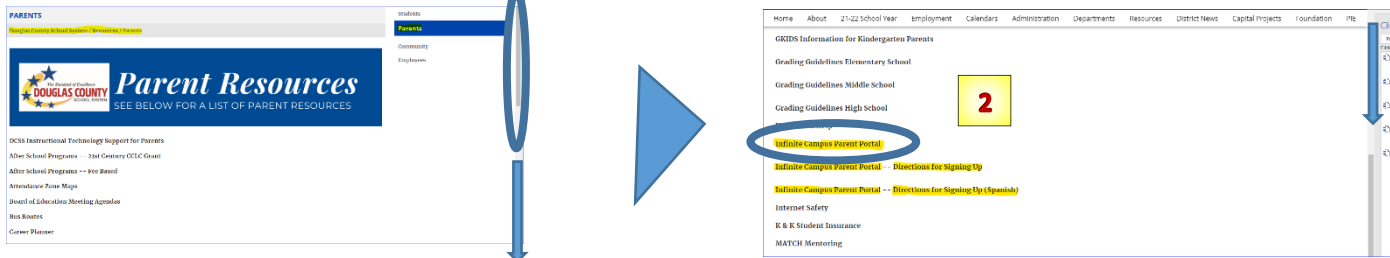 PARENTS
Douglas County School System / Resources / Parents
Students
Parents
Community
Employees
The Standard of Excellence
DOUGLAS COUNTY
SCHOOL SYSTEM
Parent Resources
SEE BELOW FOR A LIST OF PARENT RESOURCES
DCSS Instructional Technology Support for Parents
After School Programs -- 21st Century CCLC Grant
After School Programs -- Fee Based
Attendance Zone Maps
Board of Education Meeting Agendas
Bus Routes
Career Planner
Home About 21-22 School Year Employment Calendars Administration Departments Resources District News Capital Projects Foundation PIE
GKIDS Information for Kindergarten Parents
Grading Guidelines Elementary School
Grading Guidelines Middle School
Grading Guidelines High School
2
Infinite Campus Parent Portal
Infinite Campus Parent Portal -- Directions for Signing Up
Infinite Campus Parent Portal -- Directions for Signing Up (Spanish)
Internet Safety
K & K Student Insurance
MATCH Mentoring